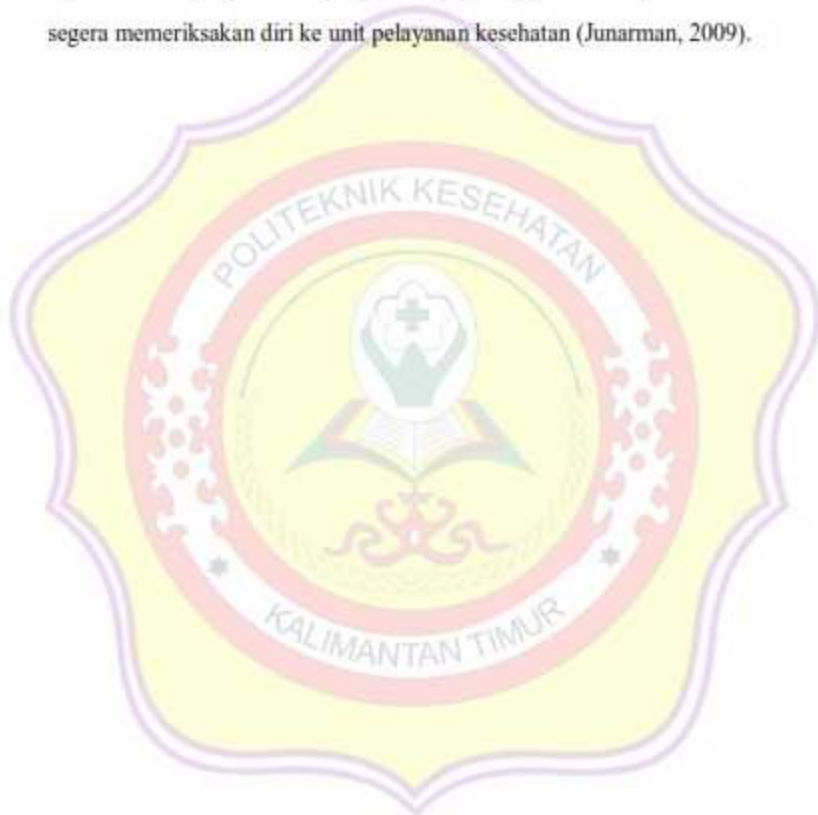 segera memeriksakan diri ke unit pelayanan kesehatan (Junarman, 2009).
POLITEKNIK KESEHATAN
KALIMANTAN TIMUR